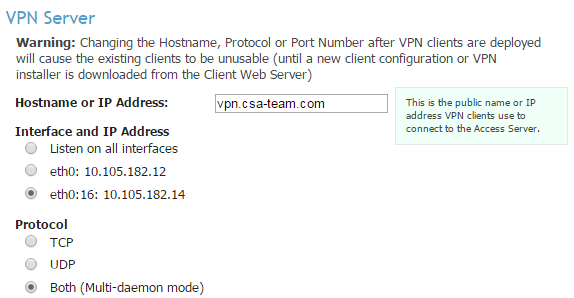 VPN Server
Warning: Changing the Hostname, Protocol or Port Number after VPN clients are deployed
will cause the existing clients to be unusable (until a new client configuration or VPN
installer is downloaded from the Client Web Server)
Hostname or IP Address:
vpn.csa-team.com
This is the public name or IP
address VPN clients use to
connect to the Access Server.
Interface and IP Address
Listen on all interfaces
eth0: 10.105.182.12
eth0:16: 10.105.182.14
Protocol
TCP
UDP
Both (Multi-daemon mode)